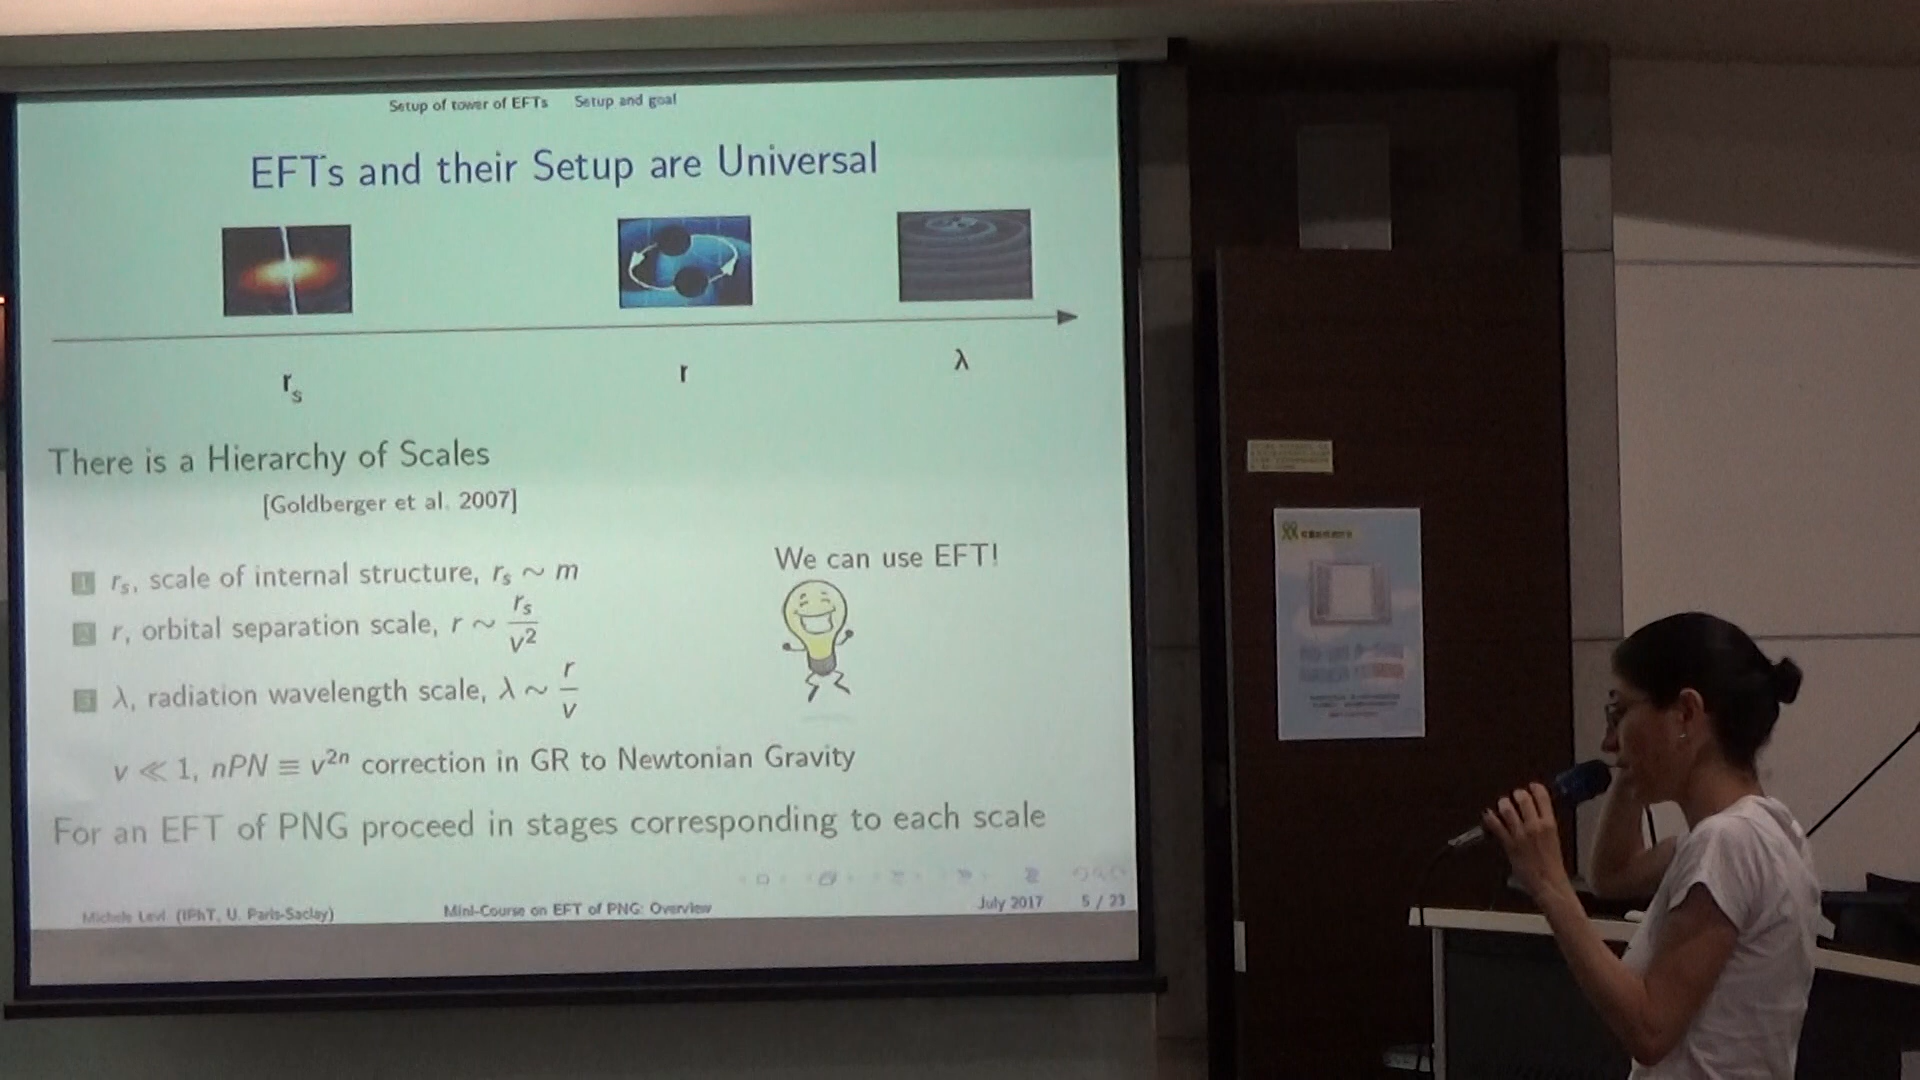 Setup of tower of EFTs Setup and goal
EFTs and their Setup are Universal
r_s
r
λ
There is a Hierarchy of Scales
[Goldberger et al. 2007]
We can use EFT!
1 r_s, scale of internal structure, r_s ∼ m
2 r, orbital separation scale, r ∼ r_s/v²
3 λ, radiation wavelength scale, λ ∼ r/v
v ≪ 1, nPN ≡ v²ⁿ correction in GR to Newtonian Gravity
For an EFT of PNG proceed in stages corresponding to each scale
Michele Levi (IPhT, U. Paris-Saclay) Mini-Course on EFT of PNG: Overview July 2017 5 / 23